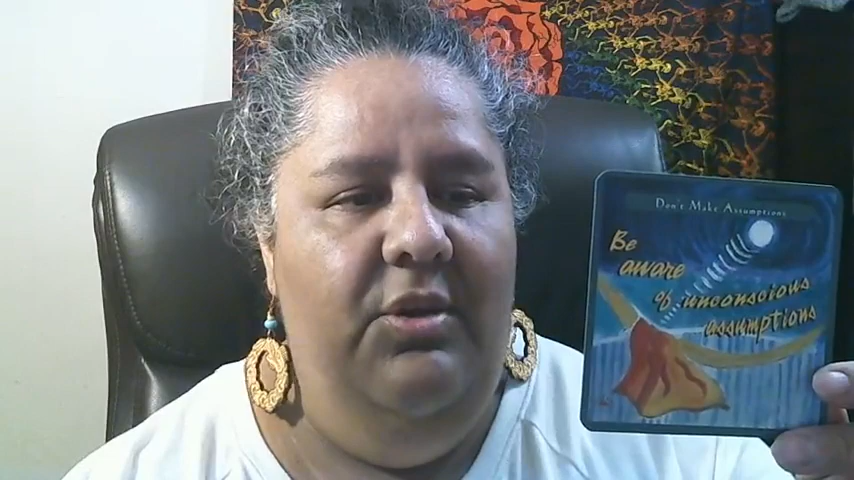 Don't Make Assumptions
Be
aware
of unconscious
assumptions